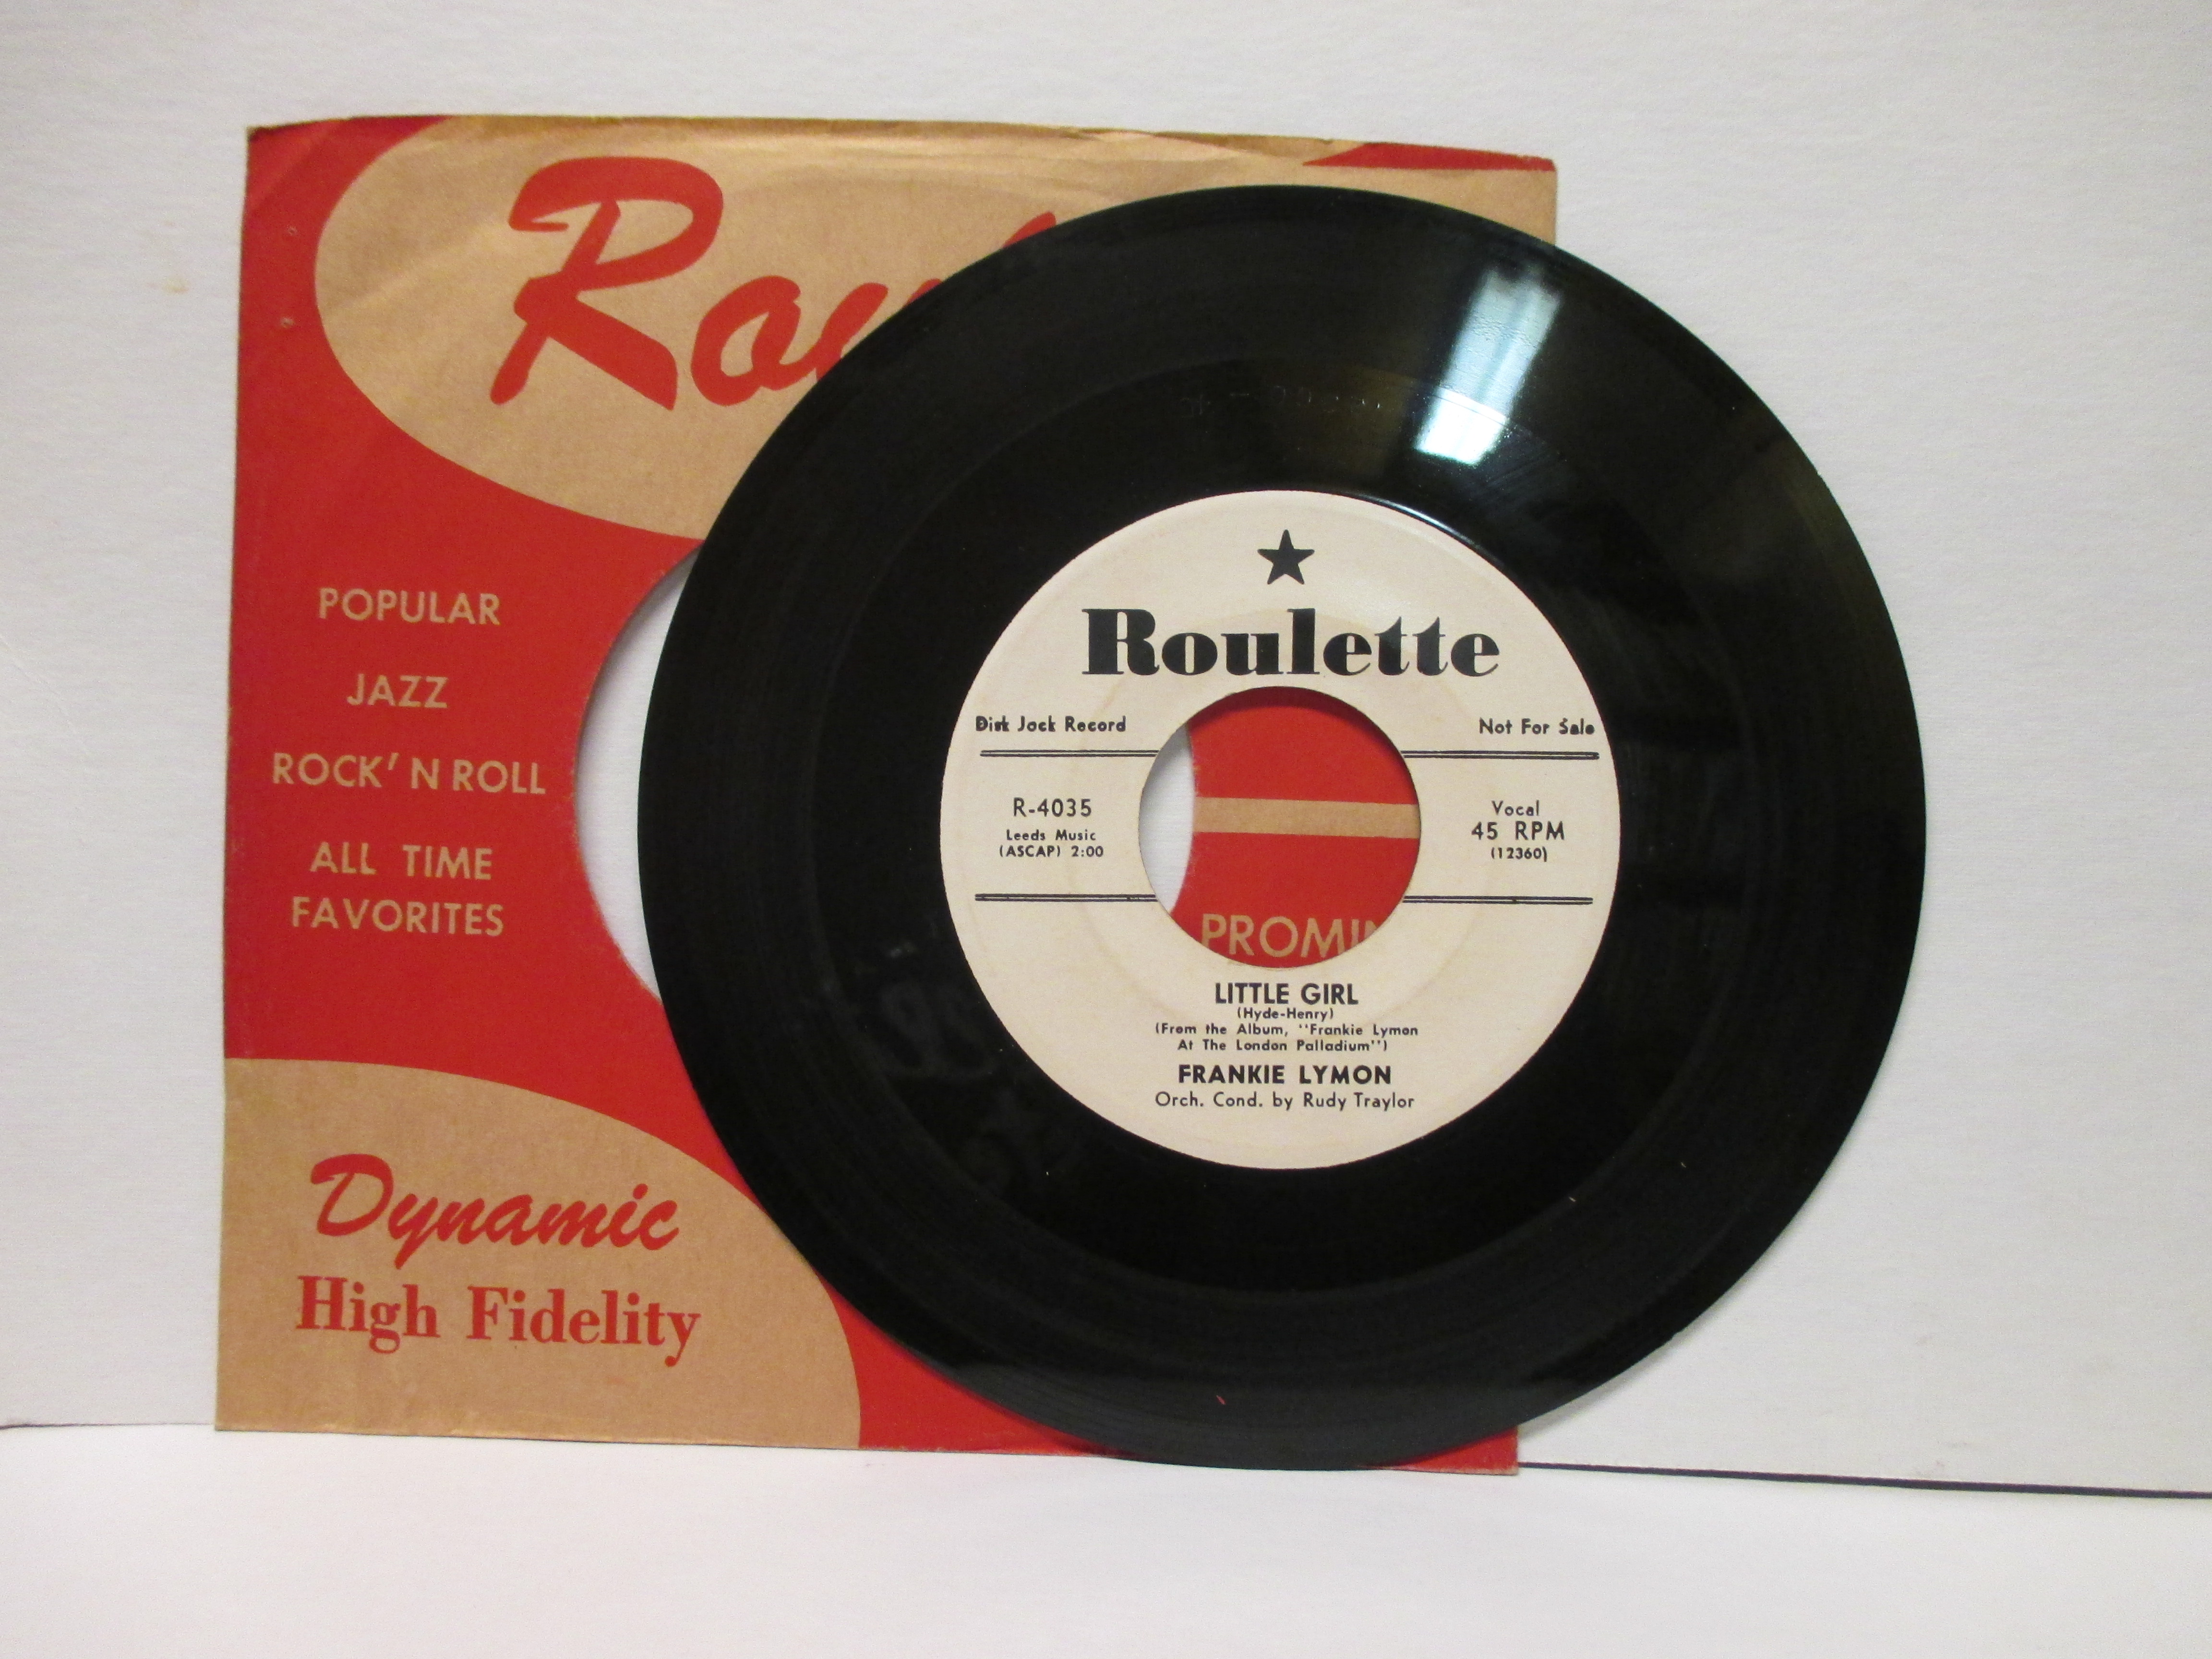 Rou
POPULAR
JAZZ
ROCK' N ROLL
ALL TIME
FAVORITES
Dynamic
High Fidelity
Roulette
Disk Jock Record
Not For Sale
R-4035
Leeds Music
(ASCAP) 2:00
Vocal
45 RPM
(12360)
PROMIN
LITTLE GIRL
(Hyde-Henry)
(From the Album, "Frankie Lymon
At The London Palladium")
FRANKIE LYMON
Orch. Cond. by Rudy Traylor